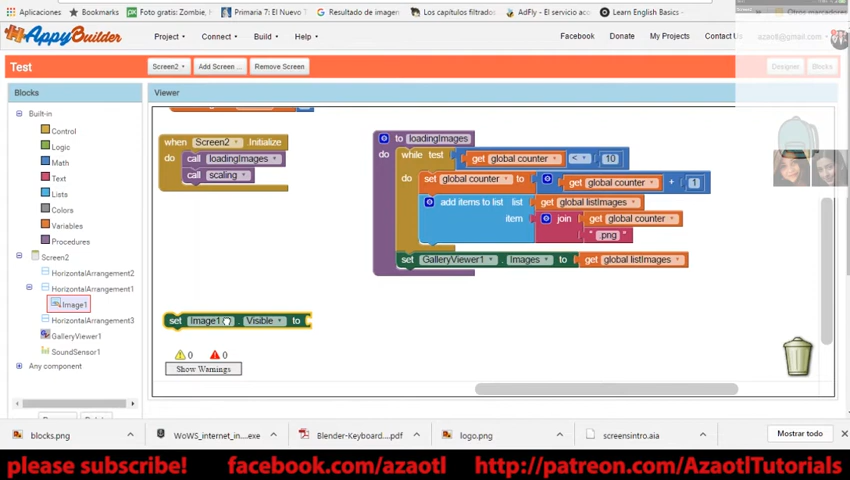 Aplicaciones
Bookmarks
Foto gratis: Zombie, H
Primaria 7: El Nuevo T
Resultado de imagen
Los capítulos filtrados
AdFly - El servicio ac
Learn English Basics -
Otros marcadores
AppyBuilder
Project
Connect
Build
Help
Facebook
Donate
My Projects
Contact Us
azaotl@gmail.com
Test
Screen2
Add Screen ...
Remove Screen
Designer
Blocks
Blocks
Viewer
Built-in
Control
Logic
Math
Text
Lists
Colors
Variables
Procedures
Screen2
HorizontalArrangement2
HorizontalArrangement1
Image1
HorizontalArrangement3
GalleryViewer1
SoundSensor1
Any component
when Screen2 .Initialize
do call loadingImages
call scaling
to loadingImages
do while test get global counter < 10
do set global counter to get global counter + 1
add items to list list get global listImages
item join get global counter
" .png "
set GalleryViewer1 . Images to get global listImages
set Image1 . Visible to
0 0
Show Warnings
blocks.png
WoWS_internet_in....exe
Blender-Keyboard....pdf
logo.png
screensintro.aia
Mostrar todo
please subscribe! facebook.com/azaotl http://patreon.com/AzaotlTutorials